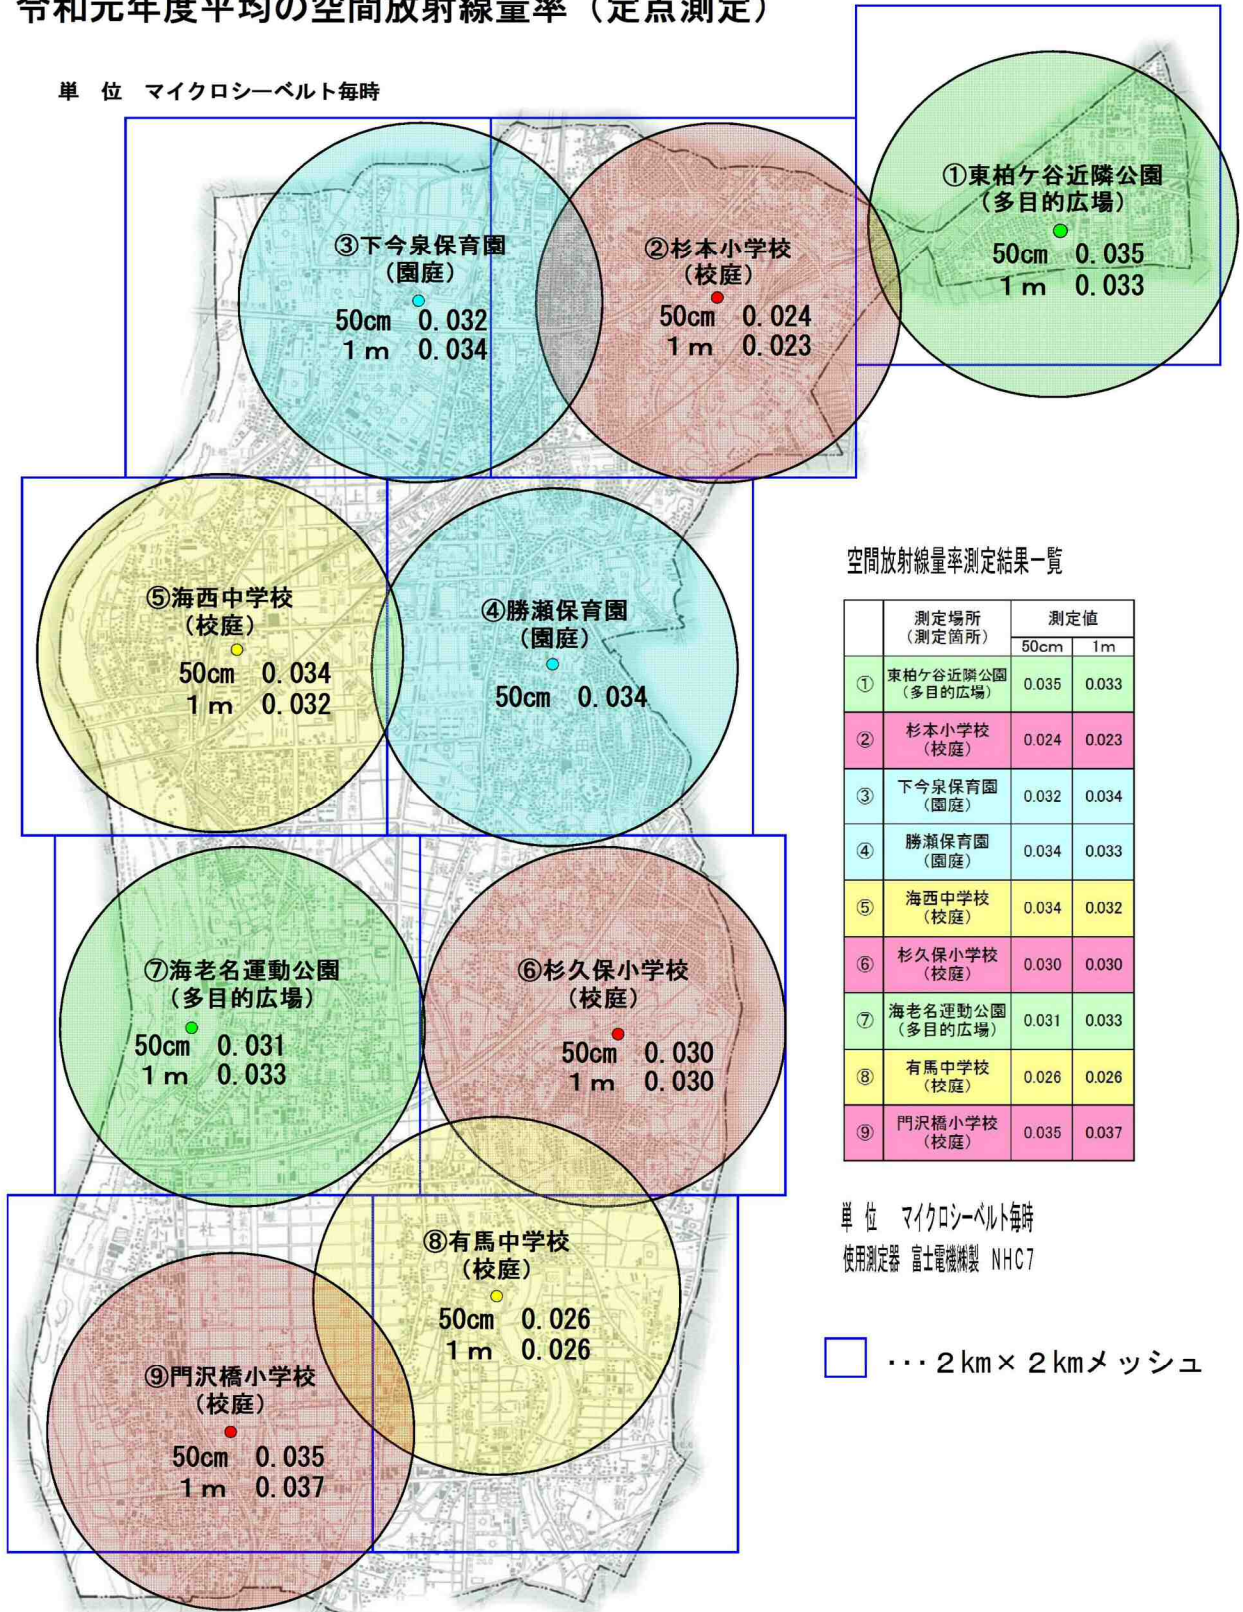 令和元年度平均の空間放射線量率（定点測定）
単　位　マイクロシーベルト毎時
①東柏ケ谷近隣公園
（多目的広場）
50cm 0.035
1m 0.033
③下今泉保育園
（園庭）
50cm 0.032
1m 0.034
②杉本小学校
（校庭）
50cm 0.024
1m 0.023
⑤海西中学校
（校庭）
50cm 0.034
1m 0.032
④勝瀬保育園
（園庭）
50cm 0.034
⑦海老名運動公園
（多目的広場）
50cm 0.031
1m 0.033
⑥杉久保小学校
（校庭）
50cm 0.030
1m 0.030
⑧有馬中学校
（校庭）
50cm 0.026
1m 0.026
⑨門沢橋小学校
（校庭）
50cm 0.035
1m 0.037
空間放射線量率測定結果一覧
測定場所 測定値
（測定箇所） 50cm 1m
① 東柏ケ谷近隣公園 0.035 0.033
（多目的広場）
② 杉本小学校 0.024 0.023
（校庭）
③ 下今泉保育園 0.032 0.034
（園庭）
④ 勝瀬保育園 0.034 0.033
（園庭）
⑤ 海西中学校 0.034 0.032
（校庭）
⑥ 杉久保小学校 0.030 0.030
（校庭）
⑦ 海老名運動公園 0.031 0.033
（多目的広場）
⑧ 有馬中学校 0.026 0.026
（校庭）
⑨ 門沢橋小学校 0.035 0.037
（校庭）
単　位　マイクロシーベルト毎時
使用測定器　富士電機㈱製　NHC7
…２km×２kmメッシュ